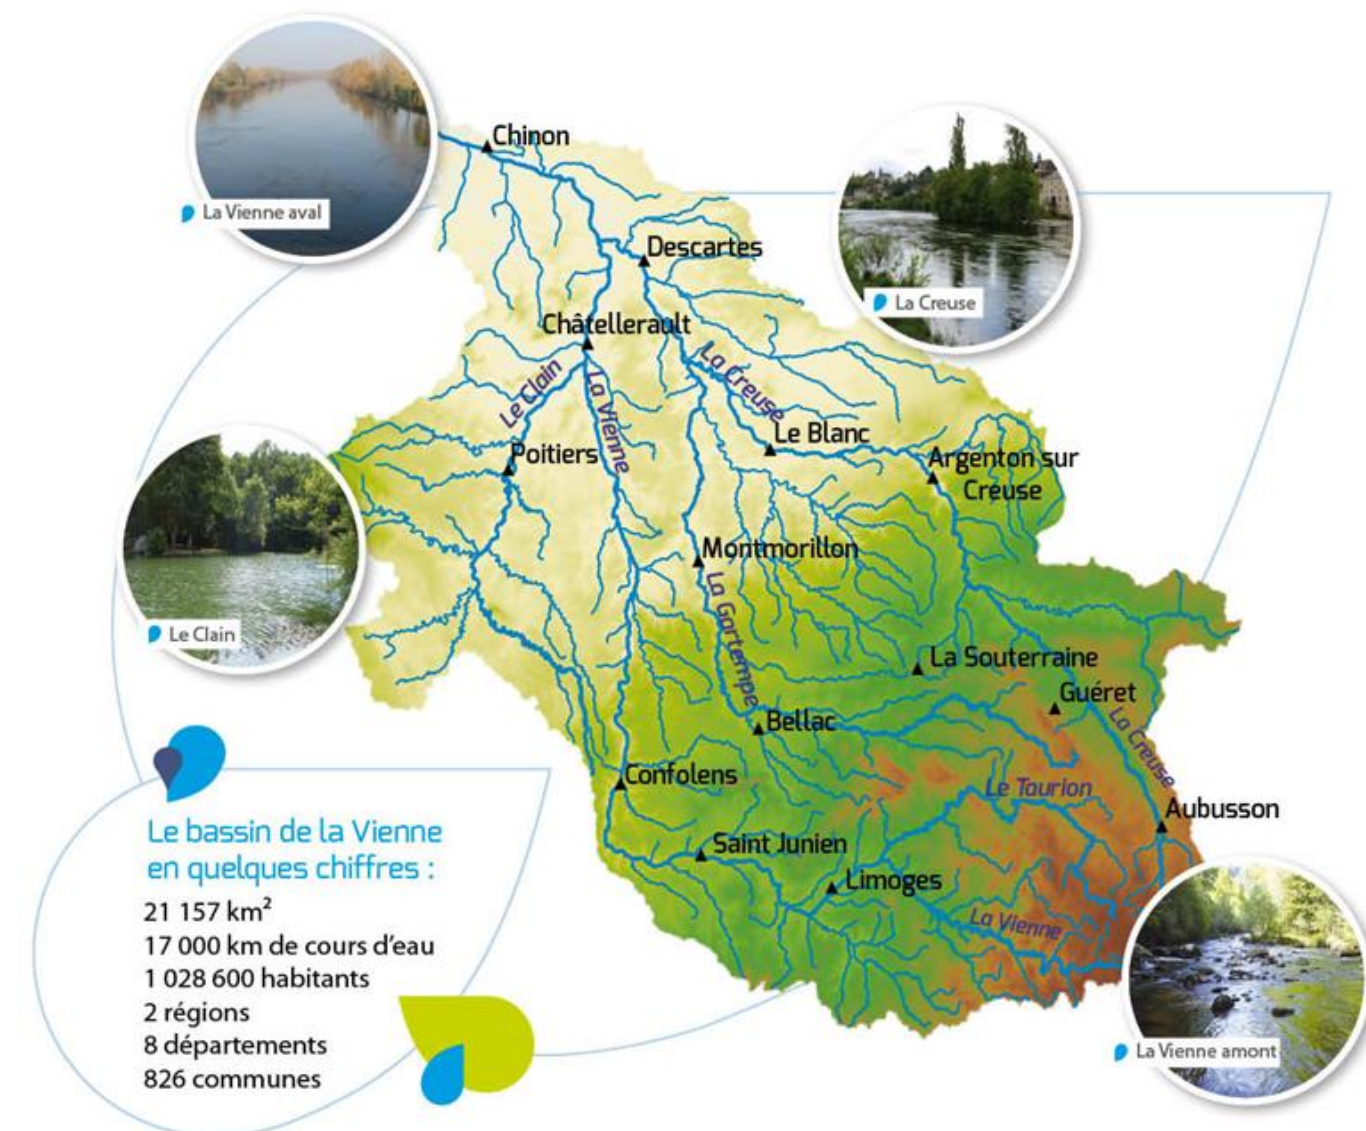 Chinon
La Vienne aval
Descartes
La Creuse
Châtellerault
La Creuse
Le Clain
La Vienne
Le Blanc
Poitiers
Argenton sur
Creuse
Montmorillon
La Gartempe
Le Clain
La Souterraine
Guéret
La Creuse
Bellac
Confolens
Le Taurion
Aubusson
Saint Junien
Limoges
La Vienne
La Vienne amont
Le bassin de la Vienne
en quelques chiffres :
21 157 km²
17 000 km de cours d’eau
1 028 600 habitants
2 régions
8 départements
826 communes